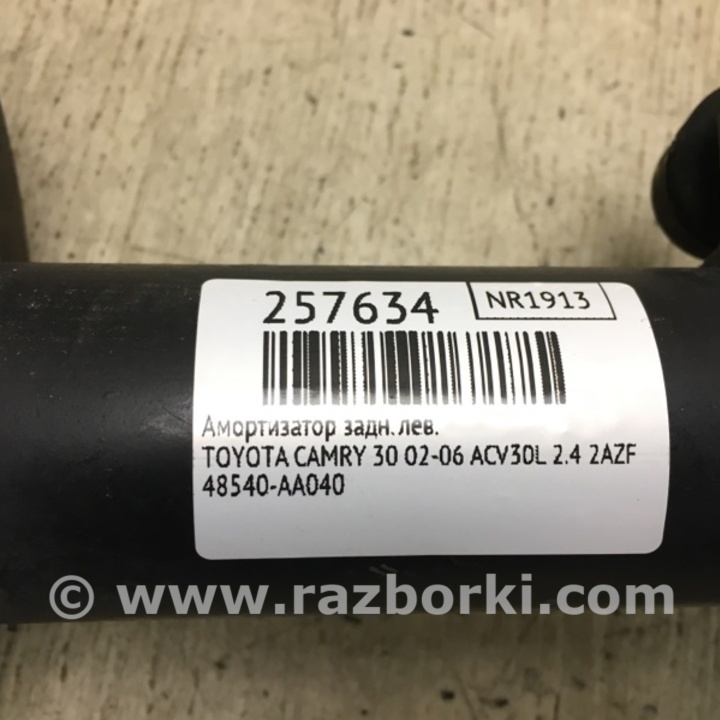 257634
NR1913
Амортизатор задн. лев.
TOYOTA CAMRY 30 02-06 ACV30L 2.4 2AZF
48540-AA040
© www.razborki.com